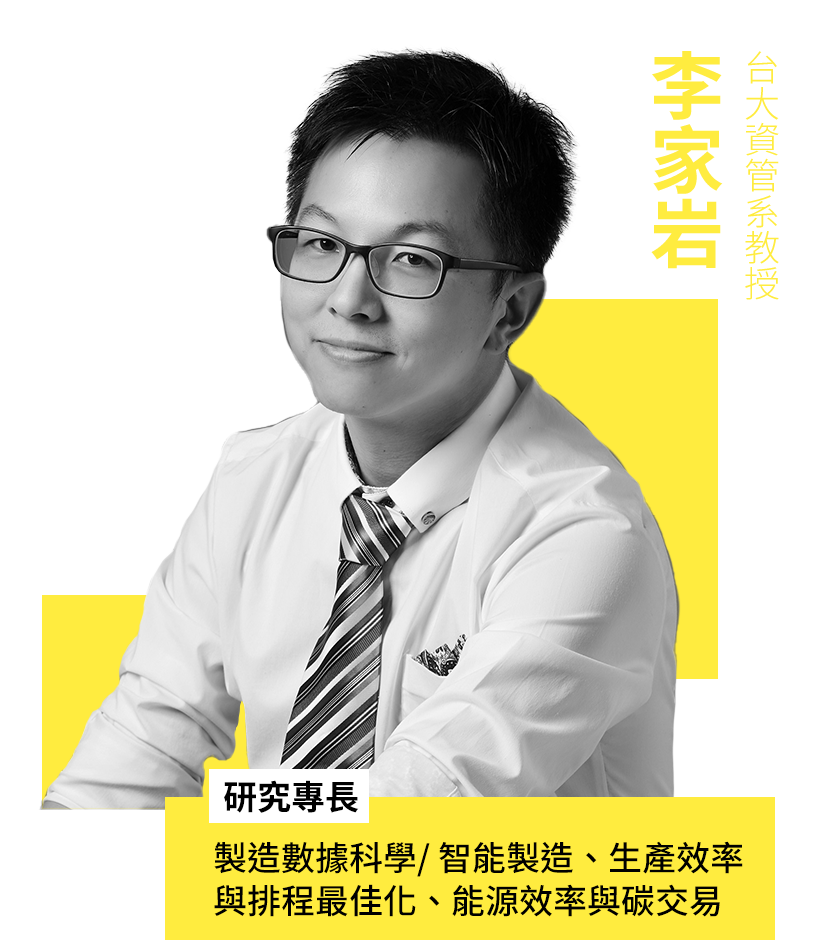 台大資管系教授
李家岩
研究專長
製造數據科學/ 智能製造、生產效率
與排程最佳化、能源效率與碳交易